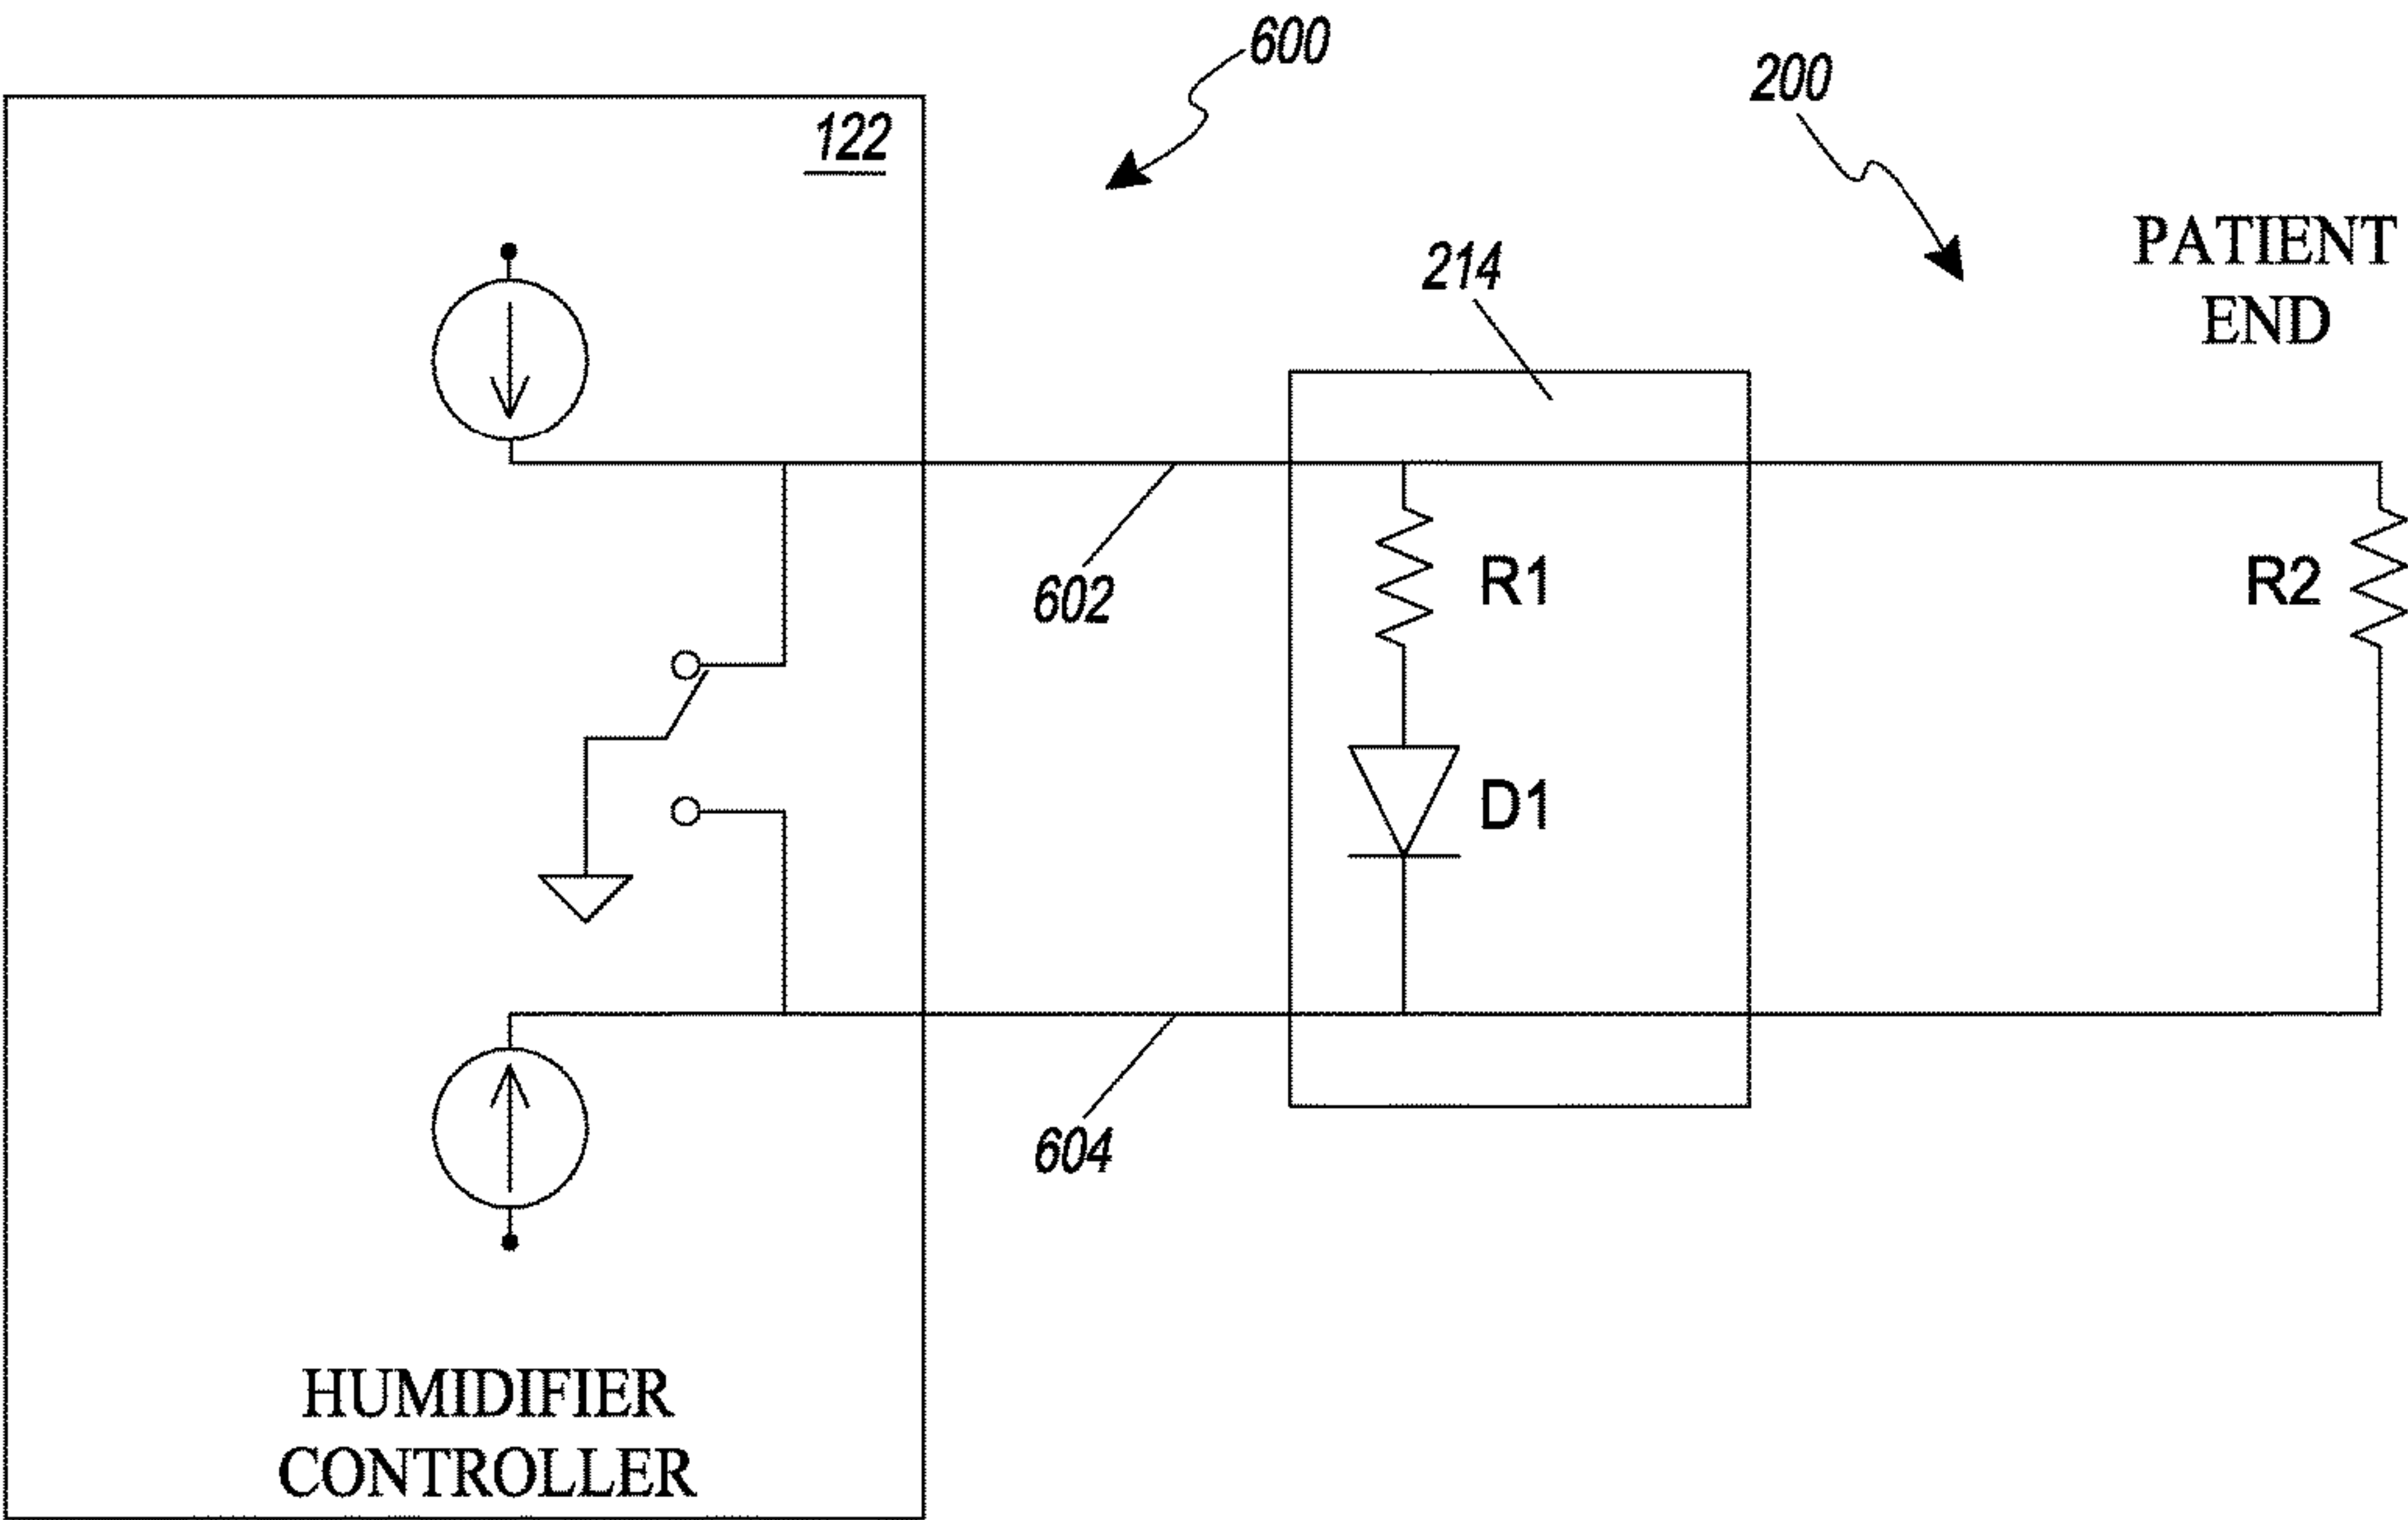 600
200
122
PATIENT
END
214
602
R1
R2
D1
604
HUMIDIFIER
CONTROLLER